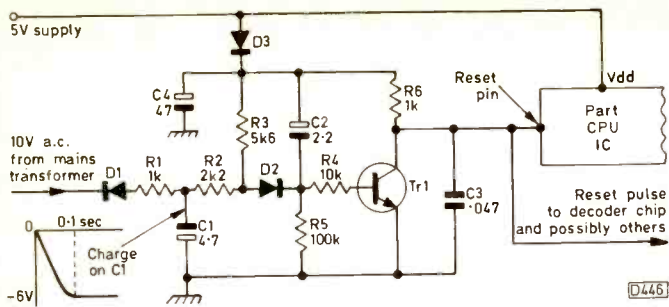 5V supply
D3
C4
47
R3
5k6
C2
2·2
R6
1k
Reset
pin
Vdd
Part
CPU
IC
10V a.c.
from mains
transformer
D1
R1
1k
R2
2k2
D2
R4
10k
Tr1
C3
·047
Reset pulse
to decoder chip
and possibly others
0
0·1 sec
-6V
Charge
on C1
C1
4·7
R5
100k
D446